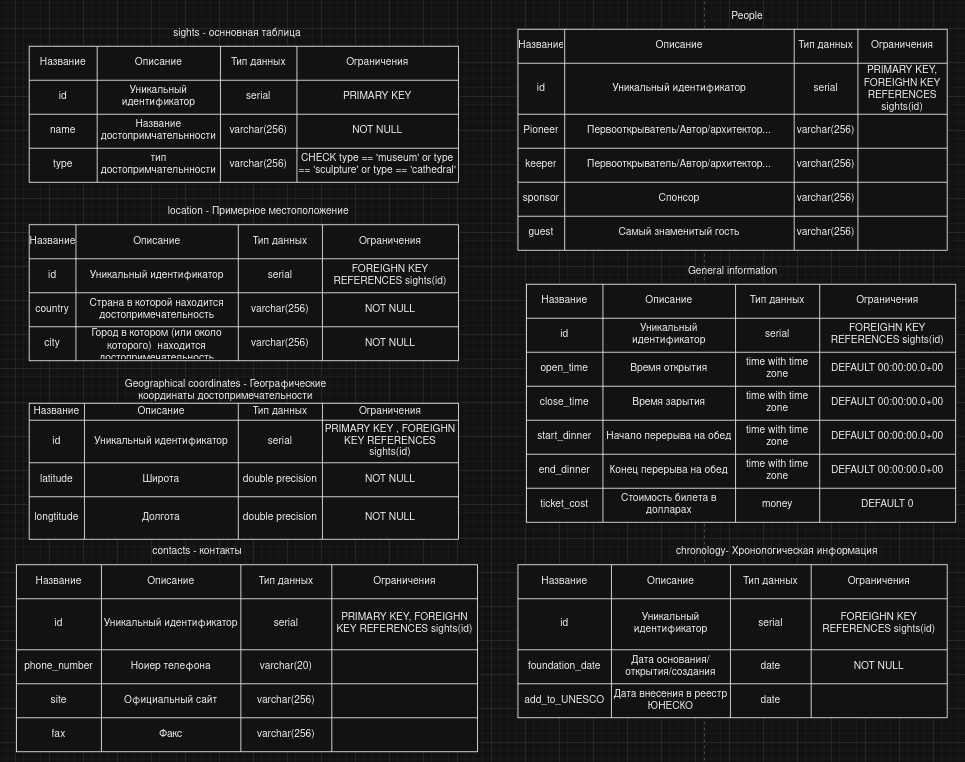 sights - оснновная таблица
Название Описание Тип данных Ограничения
id Уникальный идентификатор serial PRIMARY KEY
name Название достопримчательнности varchar(256) NOT NULL
type тип достопримчательнности varchar(256) CHECK type == 'museum' or type == 'sculpture' or type == 'cathedral'
location - Примерное местоположение
Название Описание Тип данных Ограничения
id Уникальный идентификатор serial FOREIGHN KEY REFERENCES sights(id)
country Страна в которой находится достопримечательность varchar(256) NOT NULL
city Город в котором (или около которого) находится достопримечательность varchar(256) NOT NULL
Geographical coordinates - Географические
координаты достопримечательности
Название Описание Тип данных Ограничения
id Уникальный идентификатор serial PRIMARY KEY , FOREIGHN KEY REFERENCES sights(id)
latitude Широта double precision NOT NULL
longtitude Долгота double precision NOT NULL
contacts - контакты
Название Описание Тип данных Ограничения
id Уникальный идентификатор serial PRIMARY KEY, FOREIGHN KEY REFERENCES sights(id)
phone_number Ноиер телефона varchar(20)
site Официальный сайт varchar(256)
fax Факс varchar(256)
People
Название Описание Тип данных Ограничения
id Уникальный идентификатор serial PRIMARY KEY, FOREIGHN KEY REFERENCES sights(id)
Pioneer Первооткрыватель/Автор/архитектор... varchar(256)
keeper Первооткрыватель/Автор/архитектор... varchar(256)
sponsor Спонсор varchar(256)
guest Самый знаменитый гость varchar(256)
General information
Название Описание Тип данных Ограничения
id Уникальный идентификатор serial FOREIGHN KEY REFERENCES sights(id)
open_time Время открытия time with time zone DEFAULT 00:00:00.0+00
close_time Время зарытия time with time zone DEFAULT 00:00:00.0+00
start_dinner Начало перерыва на обед time with time zone DEFAULT 00:00:00.0+00
end_dinner Конец перерыва на обед time with time zone DEFAULT 00:00:00.0+00
ticket_cost Стоимость билета в долларах money DEFAULT 0
chronology- Хронологическая информация
Название Описание Тип данных Ограничения
id Уникальный идентификатор serial FOREIGHN KEY REFERENCES sights(id)
foundation_date Дата основания/открытия/создания date NOT NULL
add_to_UNESCO Дата внесения в реестр ЮНЕСКО date